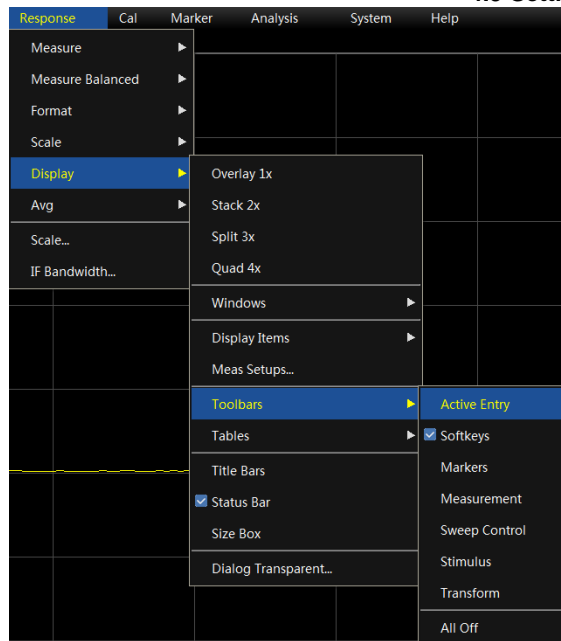 Response Cal Marker Analysis System Help
Measure
Measure Balanced
Format
Scale
Display
Avg
Scale...
IF Bandwidth...
Overlay 1x
Stack 2x
Split 3x
Quad 4x
Windows
Display Items
Meas Setups...
Toolbars
Tables
Title Bars
Status Bar
Size Box
Dialog Transparent...
Active Entry
Softkeys
Markers
Measurement
Sweep Control
Stimulus
Transform
All Off